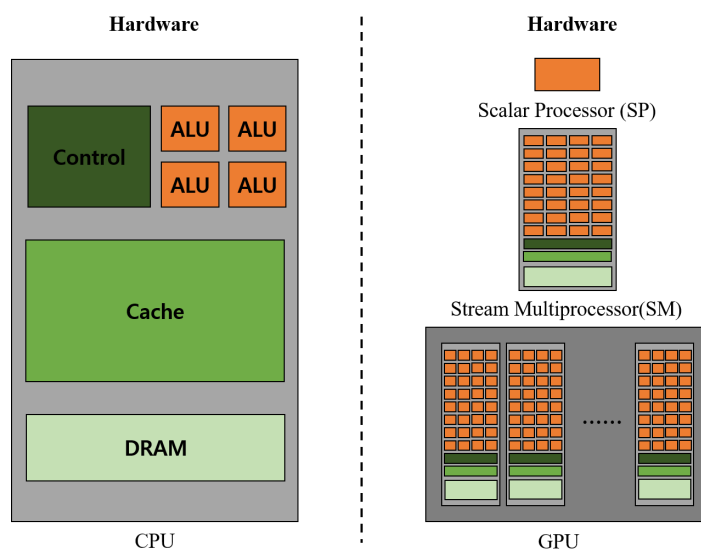 Hardware
Control
ALU ALU
ALU ALU
Cache
DRAM
CPU
Hardware
Scalar Processor (SP)
Stream Multiprocessor(SM)
......
GPU